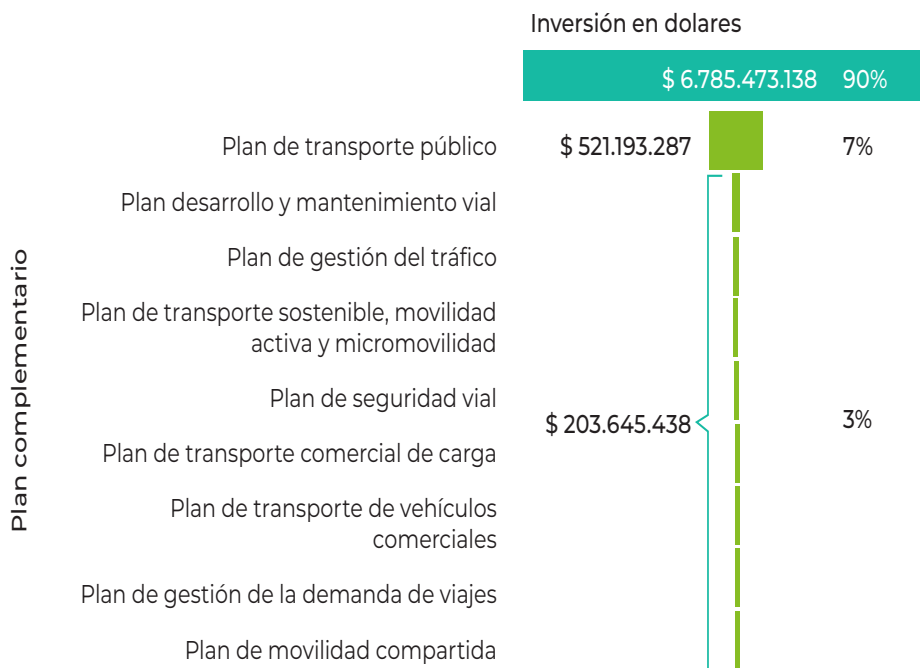 Inversión en dolares
$ 6.785.473.138 90%
Plan de transporte público $ 521.193.287 7%
Plan desarrollo y mantenimiento vial
Plan de gestión del tráfico
Plan de transporte sostenible, movilidad
activa y micromovilidad
Plan de seguridad vial
$ 203.645.438 3%
Plan de transporte comercial de carga
Plan de transporte de vehículos
comerciales
Plan de gestión de la demanda de viajes
Plan de movilidad compartida
Plan complementario